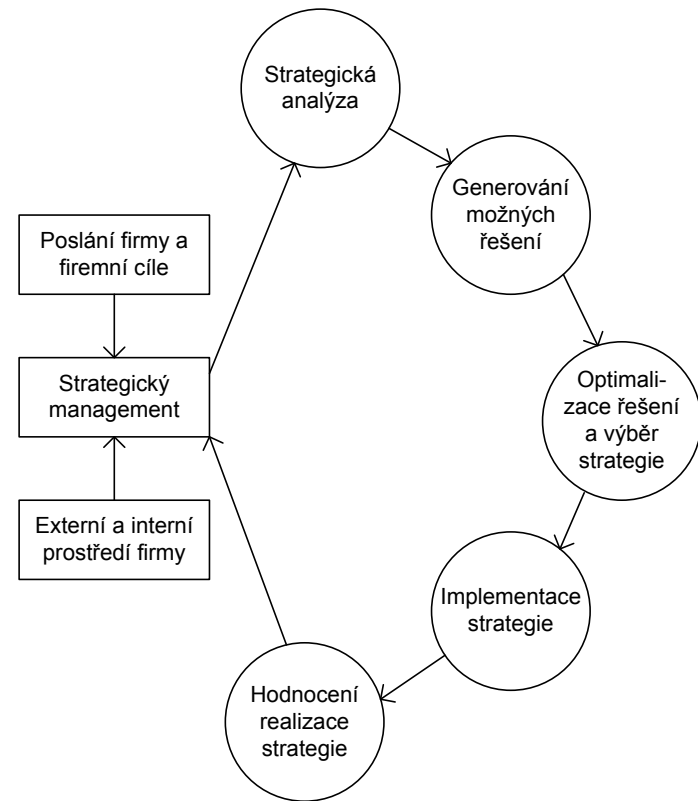 Strategická
analýza
Generování
možných
řešení
Poslání firmy a
firemní cíle
Strategický
management
Optimali-
zace řešení
a výběr
strategie
Externí a interní
prostředí firmy
Implementace
strategie
Hodnocení
realizace
strategie